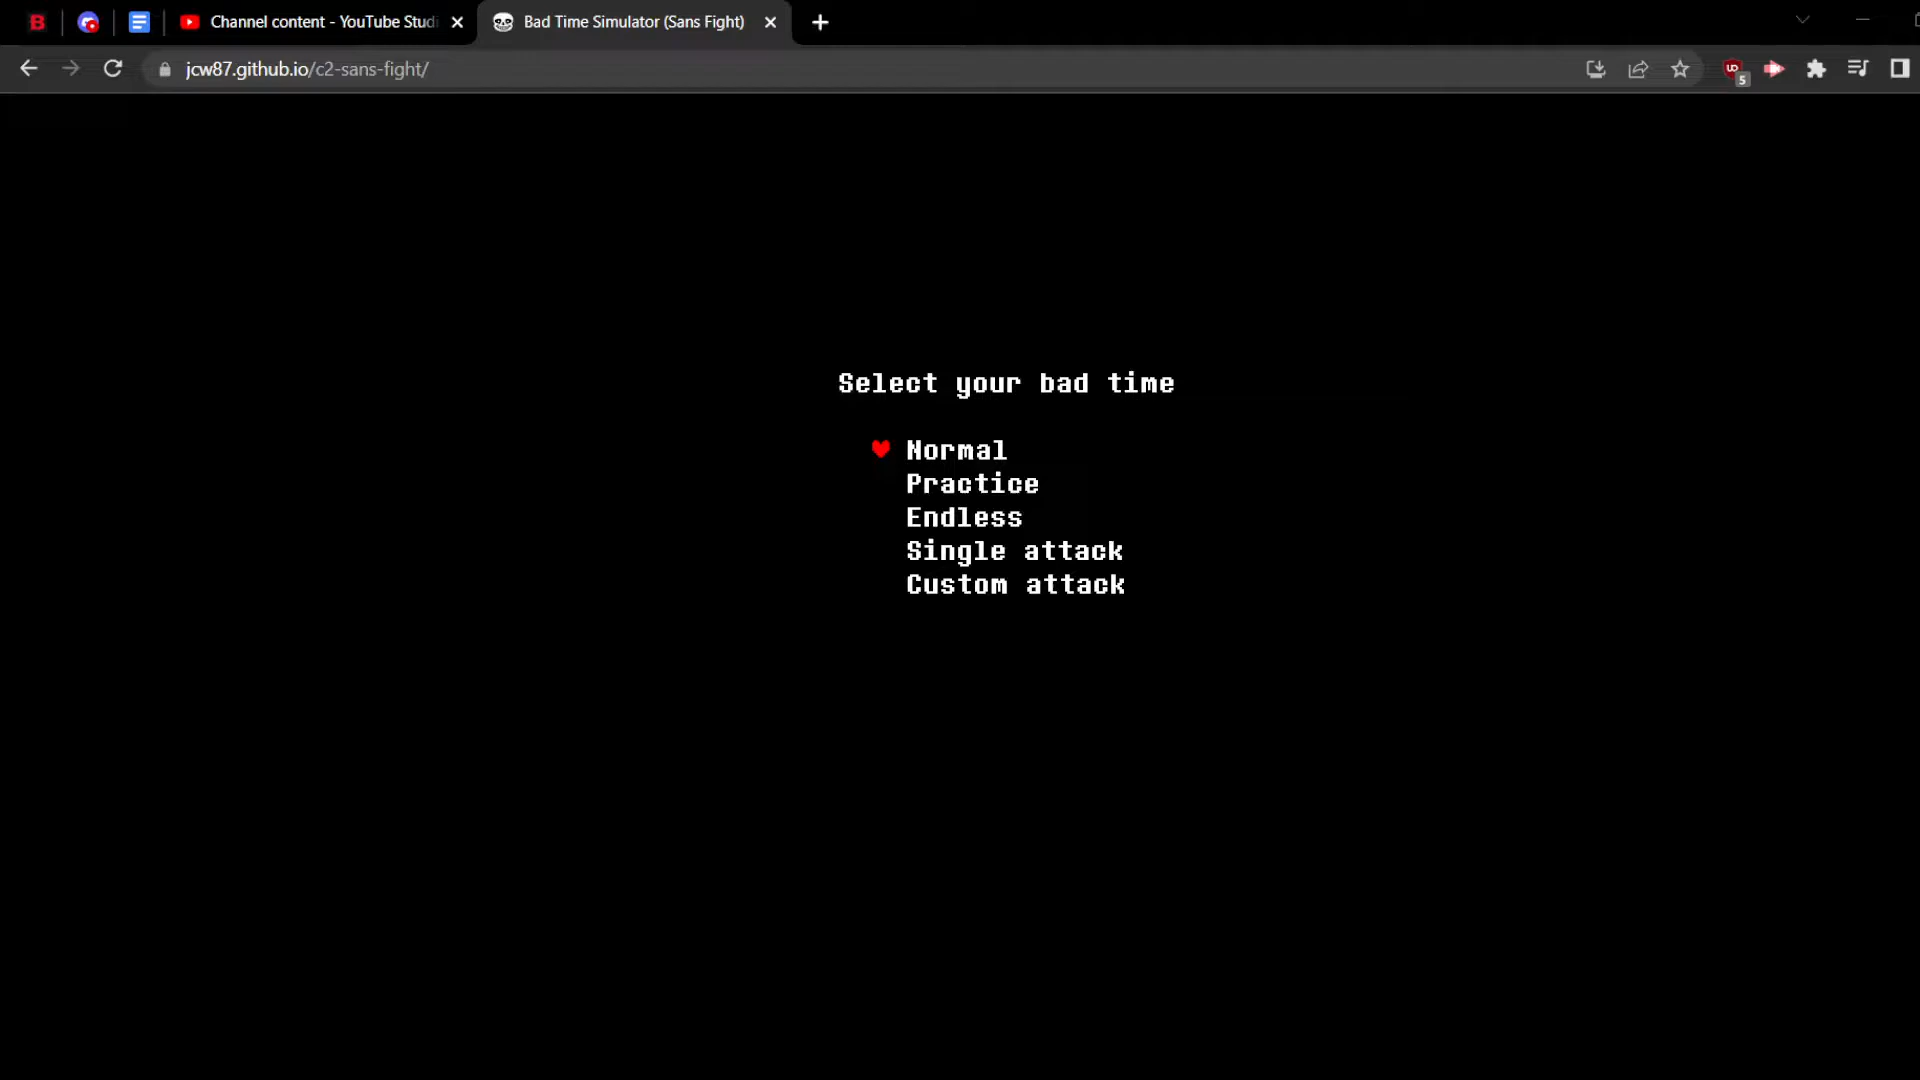 B
Channel content - YouTube Studi
Bad Time Simulator (Sans Fight)
jcw87.github.io/c2-sans-fight/
5
Select your bad time
Normal
Practice
Endless
Single attack
Custom attack